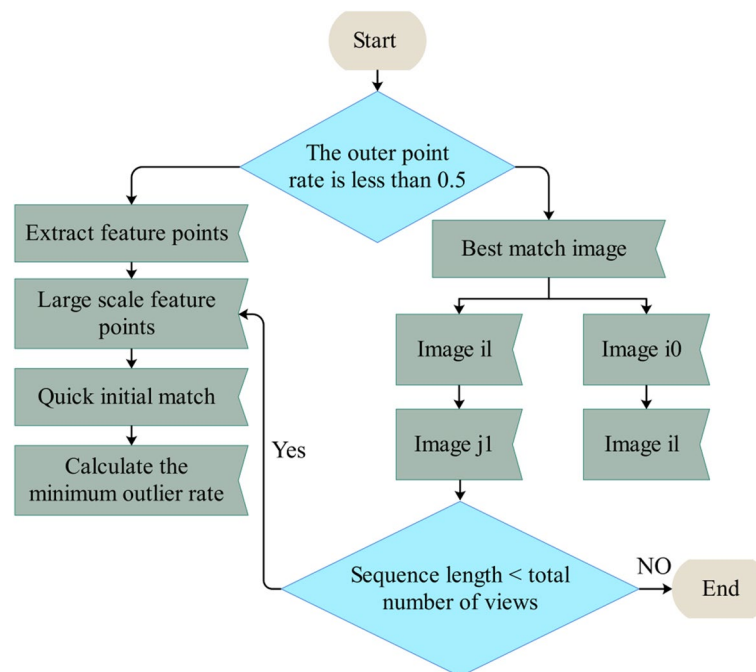 Start
The outer point
rate is less than 0.5
Extract feature points
Large scale feature
points
Quick initial match
Calculate the
minimum outlier rate
Best match image
Image il
Image i0
Image j1
Image il
Yes
Sequence length < total
number of views
NO
End